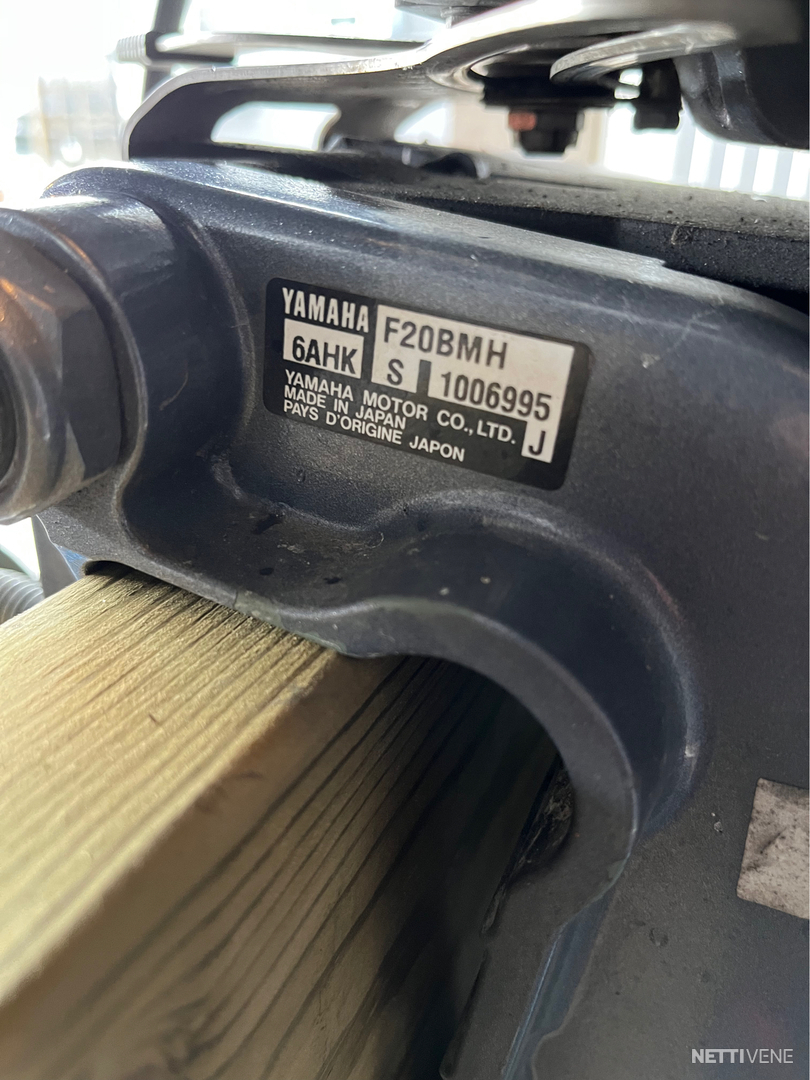 YAMAHA F20BMH
6AHK S 1006995
YAMAHA MOTOR CO., LTD.
MADE IN JAPAN J
PAYS D'ORIGINE JAPON
NETTIVENE